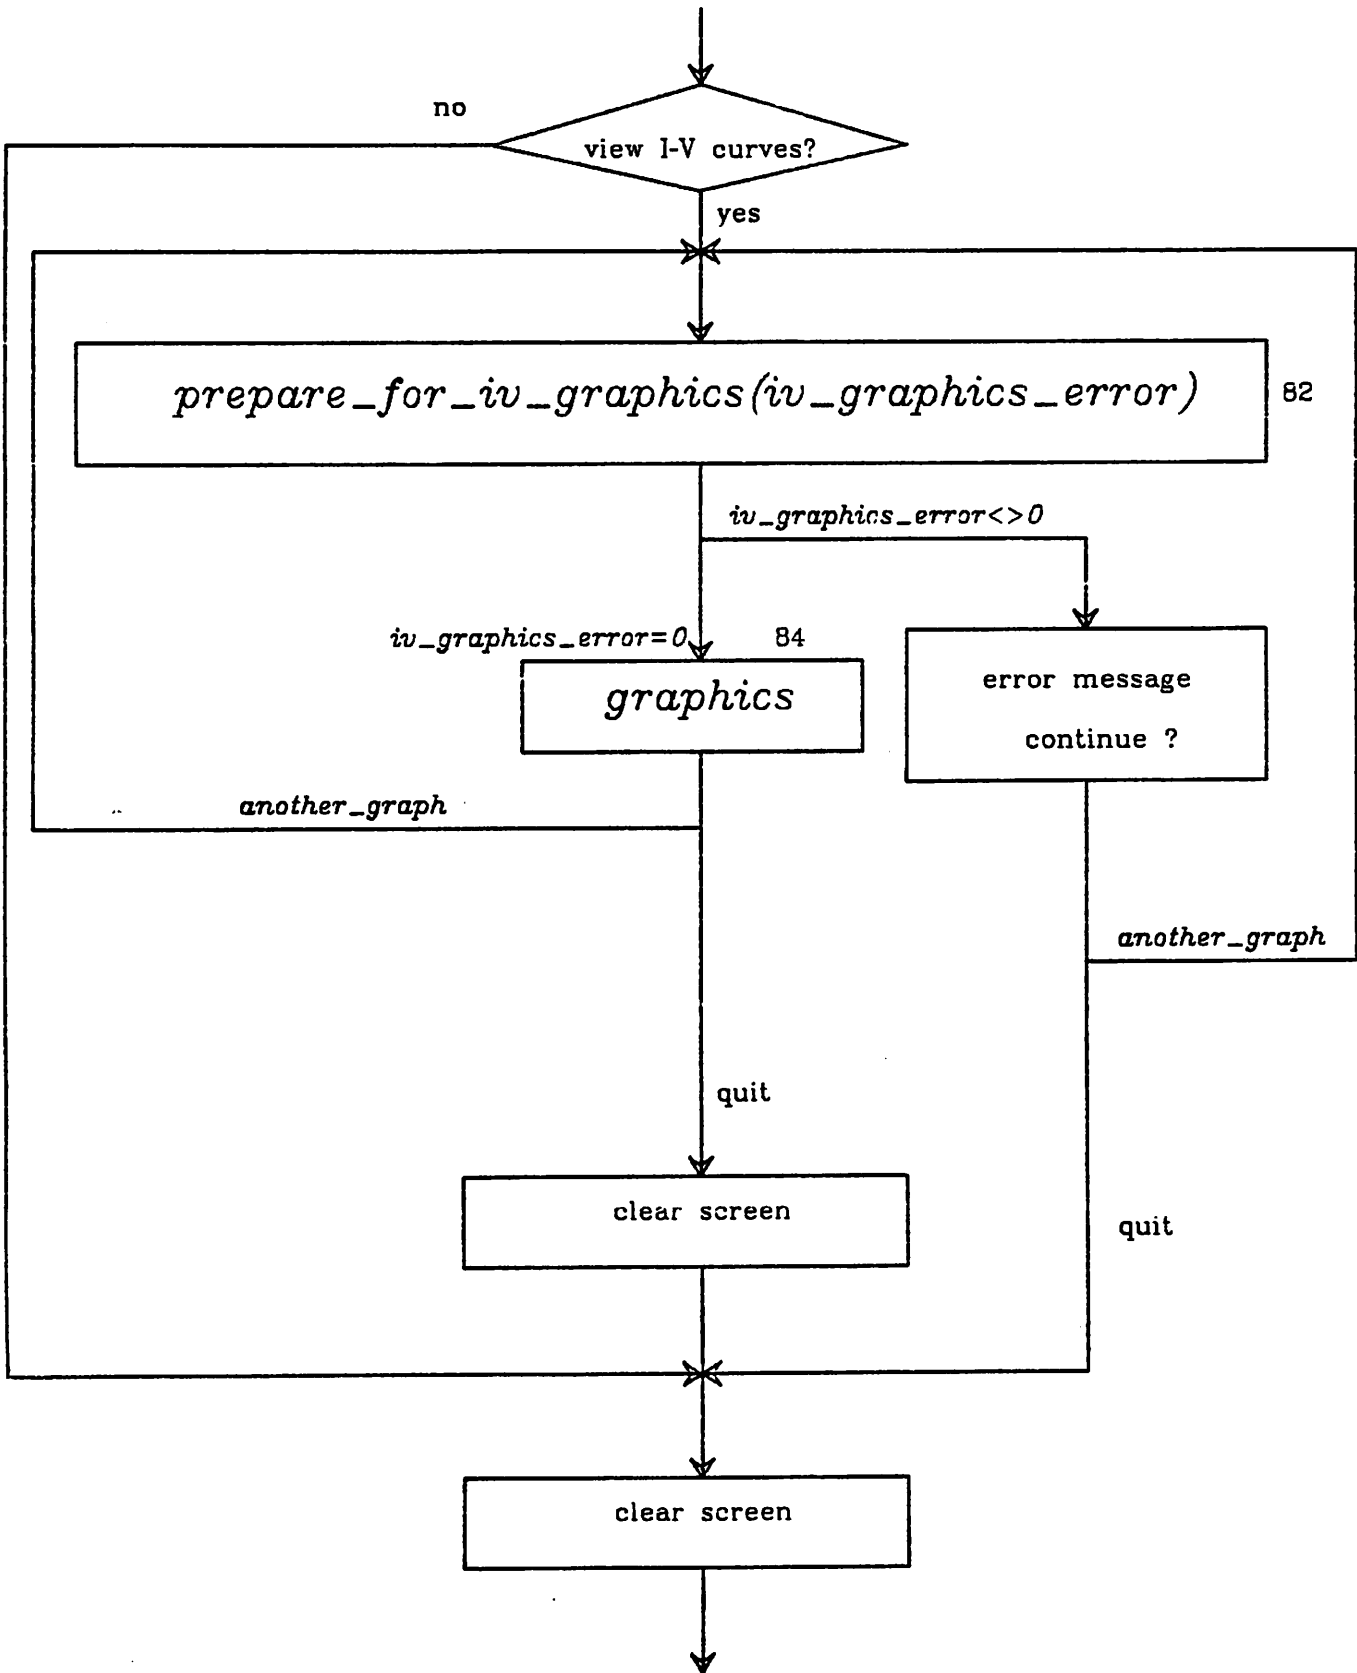 no
view I-V curves?
yes
prepare_for_iv_graphics(iv_graphics_error)
82
iv_graphics_error<>0
iv_graphics_error=0
84
graphics
error message
continue ?
another_graph
another_graph
quit
clear screen
quit
clear screen